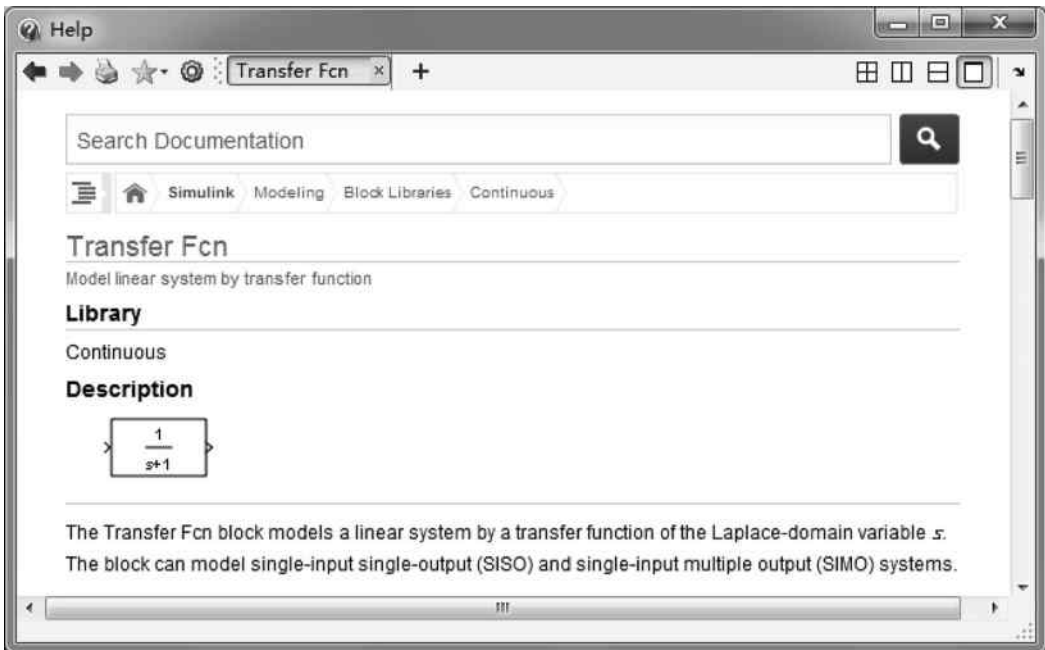 Help
Transfer Fcn
Search Documentation
Simulink Modeling Block Libraries Continuous
Transfer Fcn
Model linear system by transfer function
Library
Continuous
Description
1
s+1
The Transfer Fcn block models a linear system by a transfer function of the Laplace-domain variable s.
The block can model single-input single-output (SISO) and single-input multiple output (SIMO) systems.